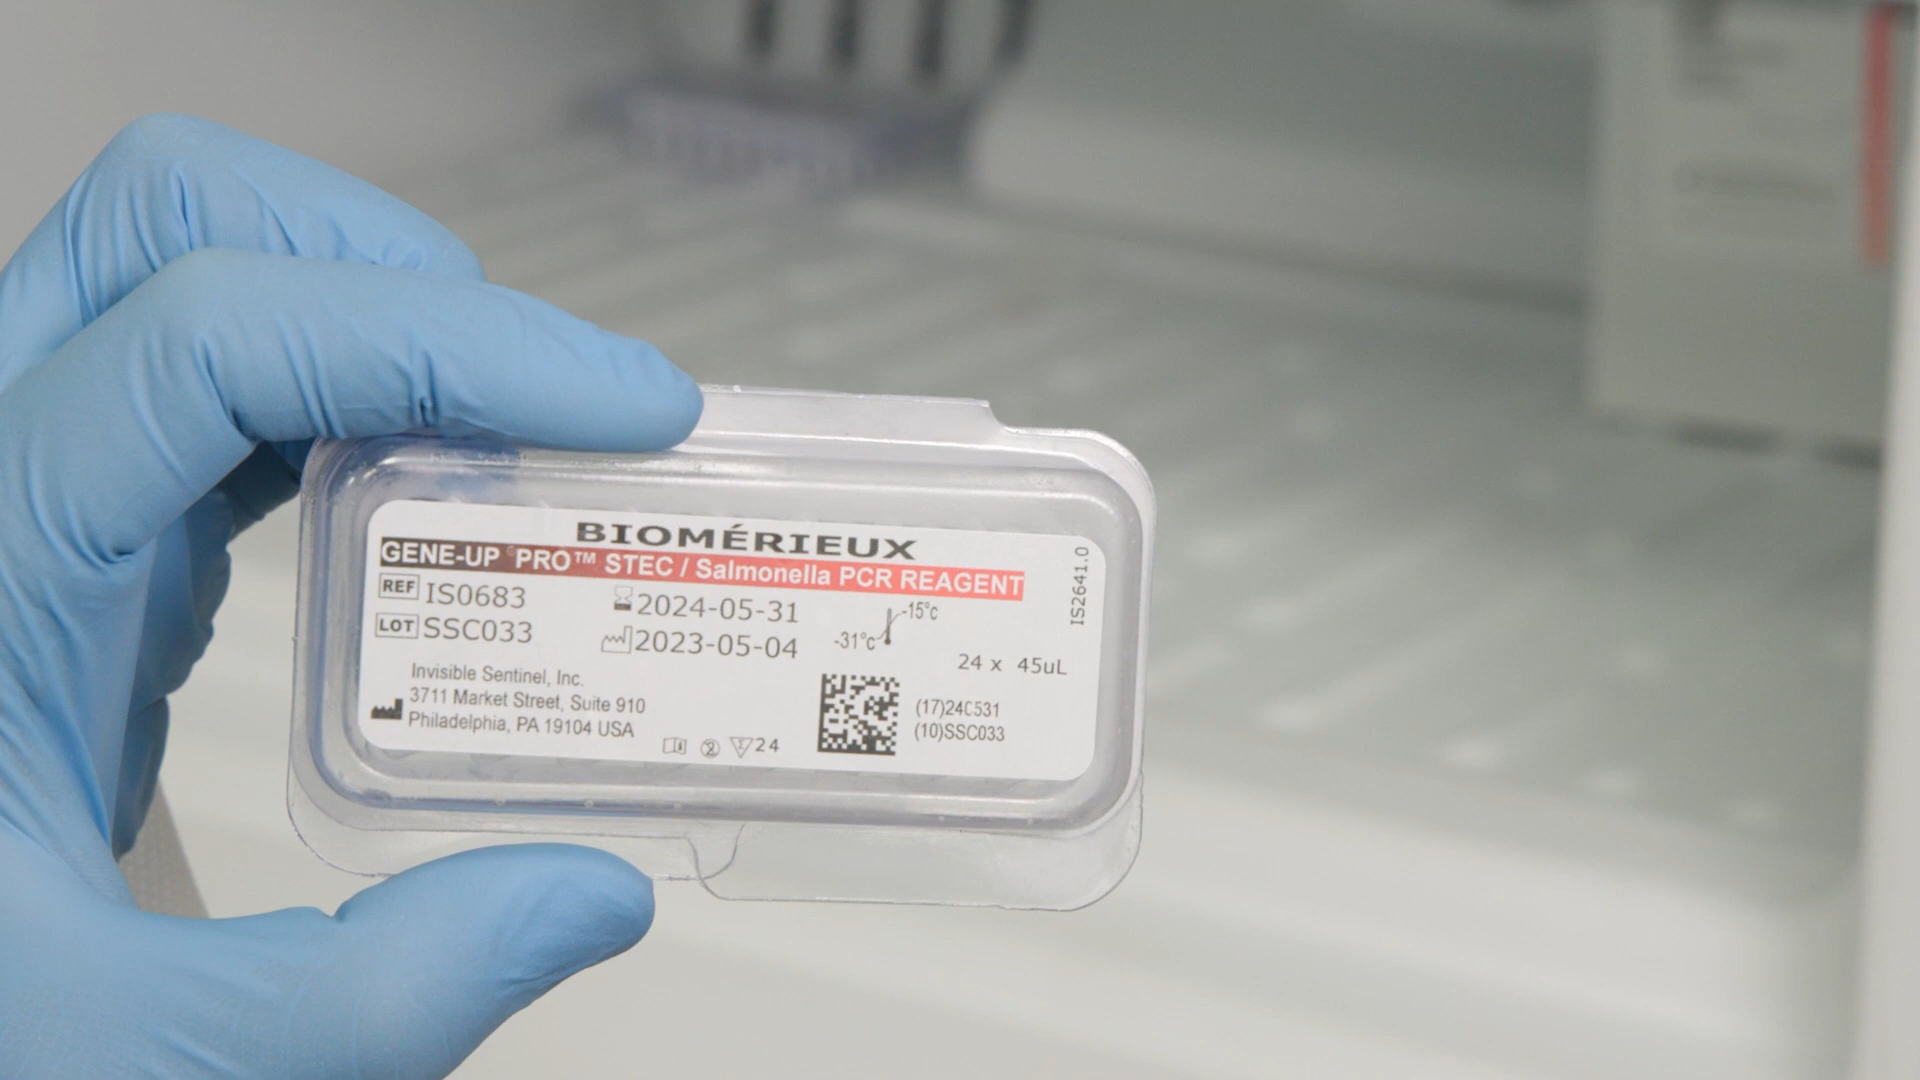 BIOMÉRIEUX
GENE-UP® PRO™ STEC / Salmonella PCR REAGENT
REF IS0683
2024-05-31
-15°c
LOT SSC033
2023-05-04
-31°c
24 x 45uL
Invisible Sentinel, Inc.
3711 Market Street, Suite 910
Philadelphia, PA 19104 USA
2
Σ 24
(17)240531
(10)SSC033
IS2641.0